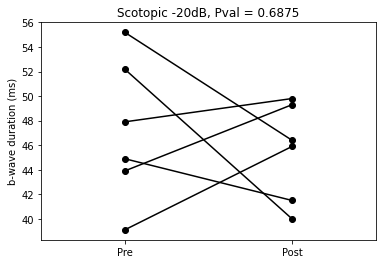 Scotopic -20dB, Pval = 0.6875
b-wave duration (ms)
56
54
52
50
48
46
44
42
40
Pre
Post